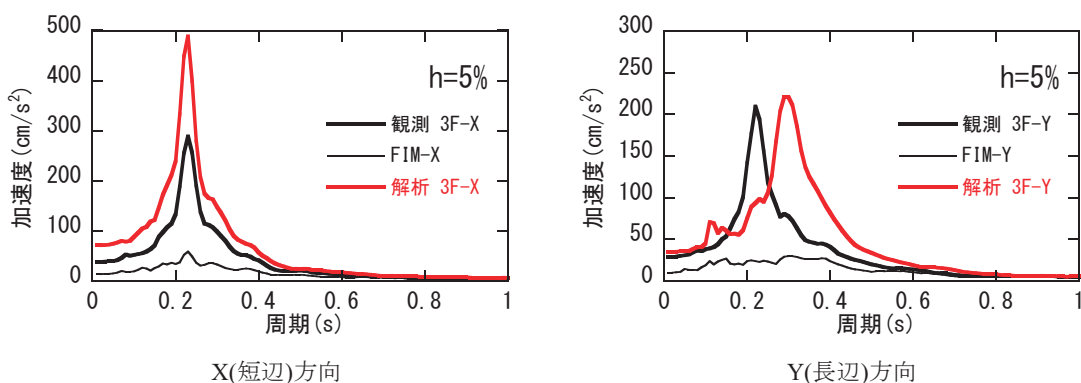 500
400
300
200
100
0
加速度(cm/s²)
h=5%
観測 3F-X
FIM-X
解析 3F-X
0 0.2 0.4 0.6 0.8 1
周期(s)
X(短辺)方向
300
250
200
150
100
50
0
加速度(cm/s²)
h=5%
観測 3F-Y
FIM-Y
解析 3F-Y
0 0.2 0.4 0.6 0.8 1
周期(s)
Y(長辺)方向